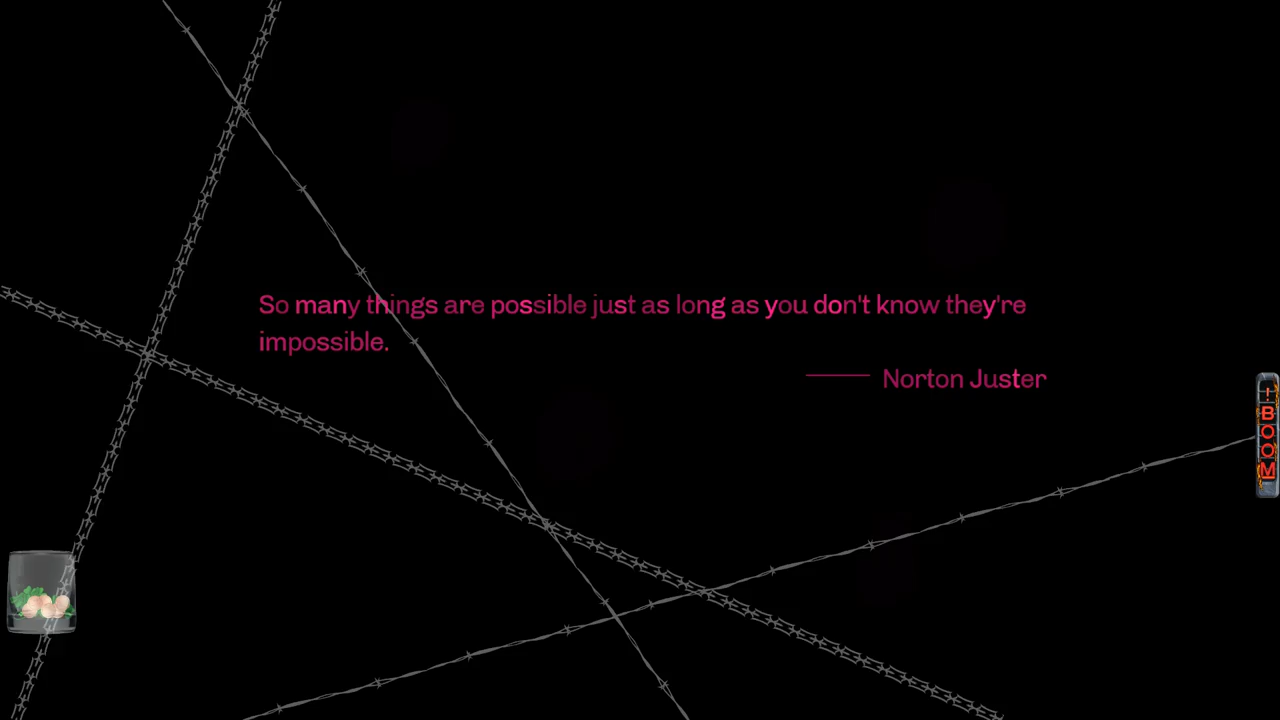 So many things are possible just as long as you don't know they're
impossible.
Norton Juster
!BOOM